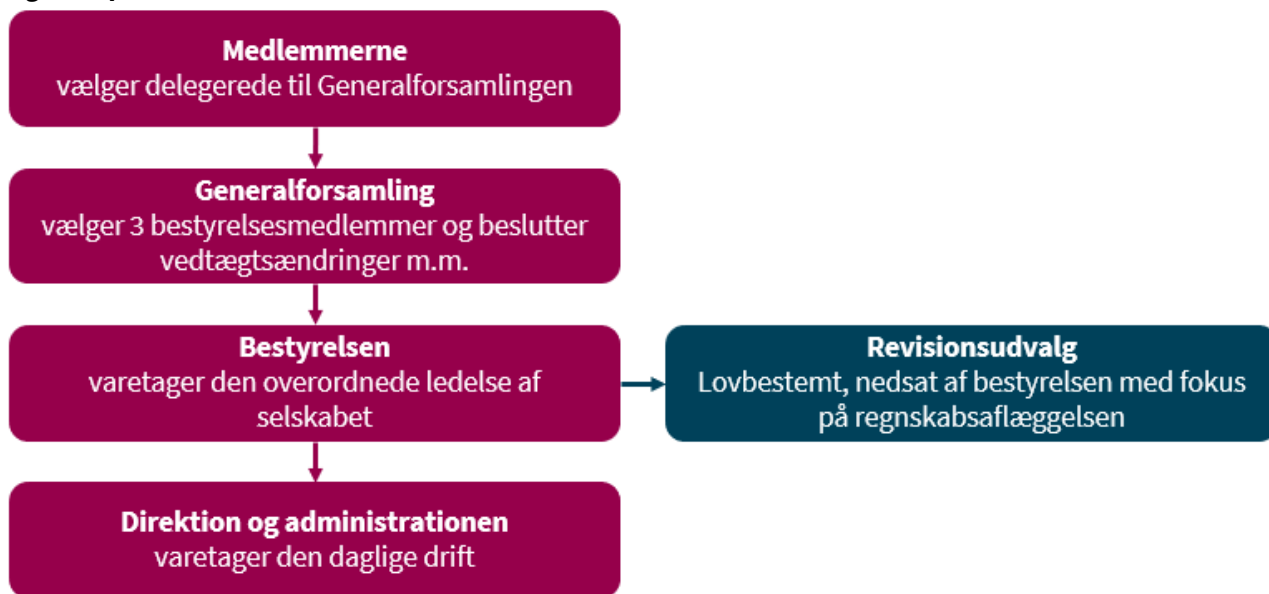 Medlemmerne
vælger delegerede til Generalforsamlingen
Generalforsamling
vælger 3 bestyrelsesmedlemmer og beslutter
vedtægtsændringer m.m.
Bestyrelsen
varetager den overordnede ledelse af
selskabet
Revisionsudvalg
Lovbestemt, nedsat af bestyrelsen med fokus
på regnskabsaflæggelsen
Direktion og administrationen
varetager den daglige drift